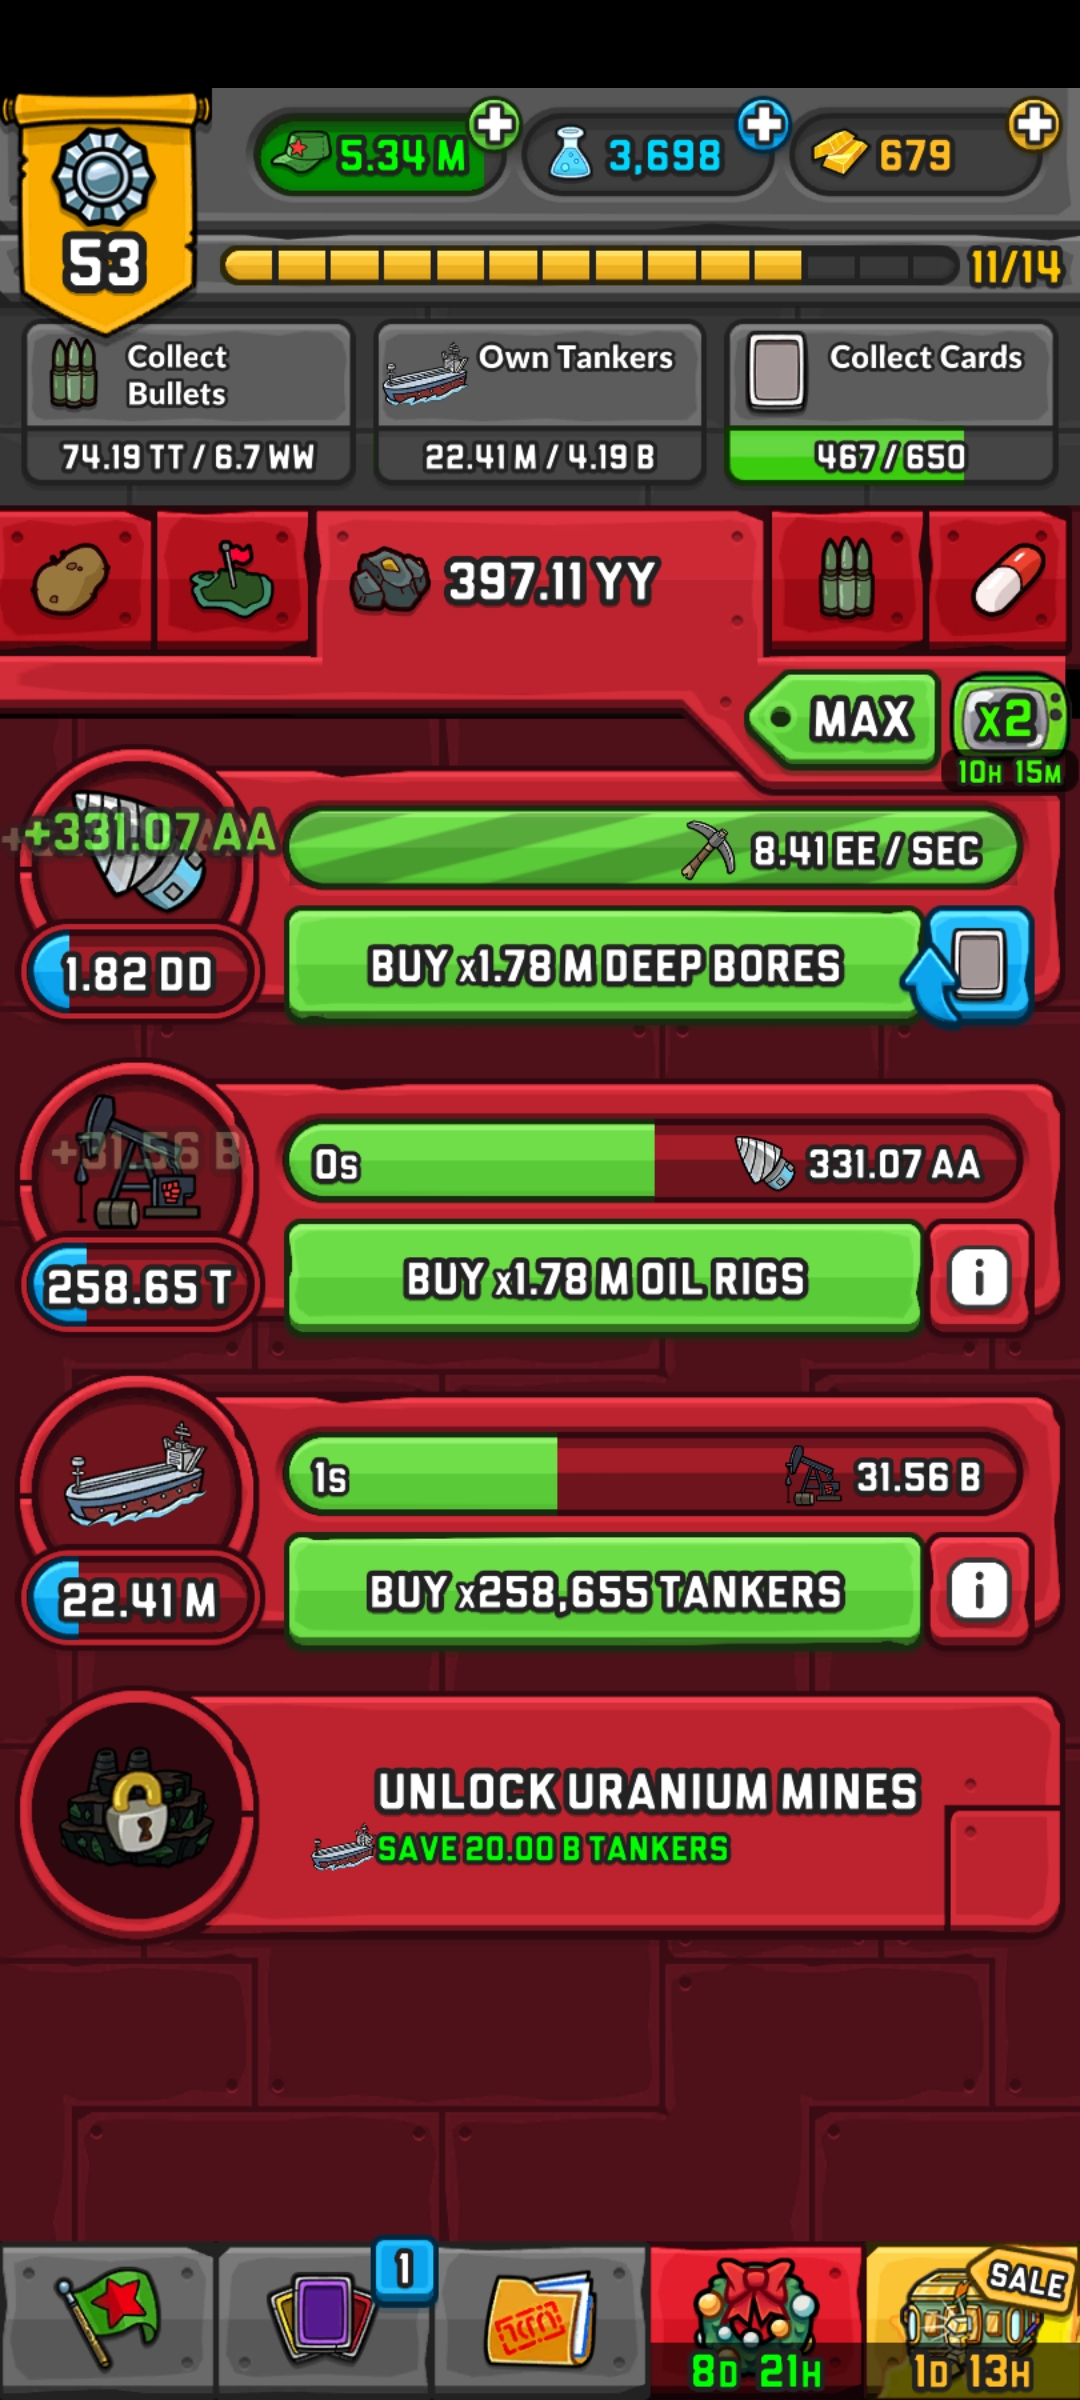 53
5.34 M
3,698
679
11/14
Collect
Bullets
74.19 TT / 6.7 WW
Own Tankers
22.41 M / 4.19 B
Collect Cards
467 / 650
397.11 YY
MAX
x2
10H 15M
+331.07 AA
8.41 EE / SEC
1.82 DD
BUY x1.78 M DEEP BORES
+31.56 B
0s
331.07 AA
258.65 T
BUY x1.78 M OIL RIGS
i
1s
31.56 B
22.41 M
BUY x258,655 TANKERS
i
UNLOCK URANIUM MINES
SAVE 20.00 B TANKERS
1
8D 21H
SALE
1D 13H